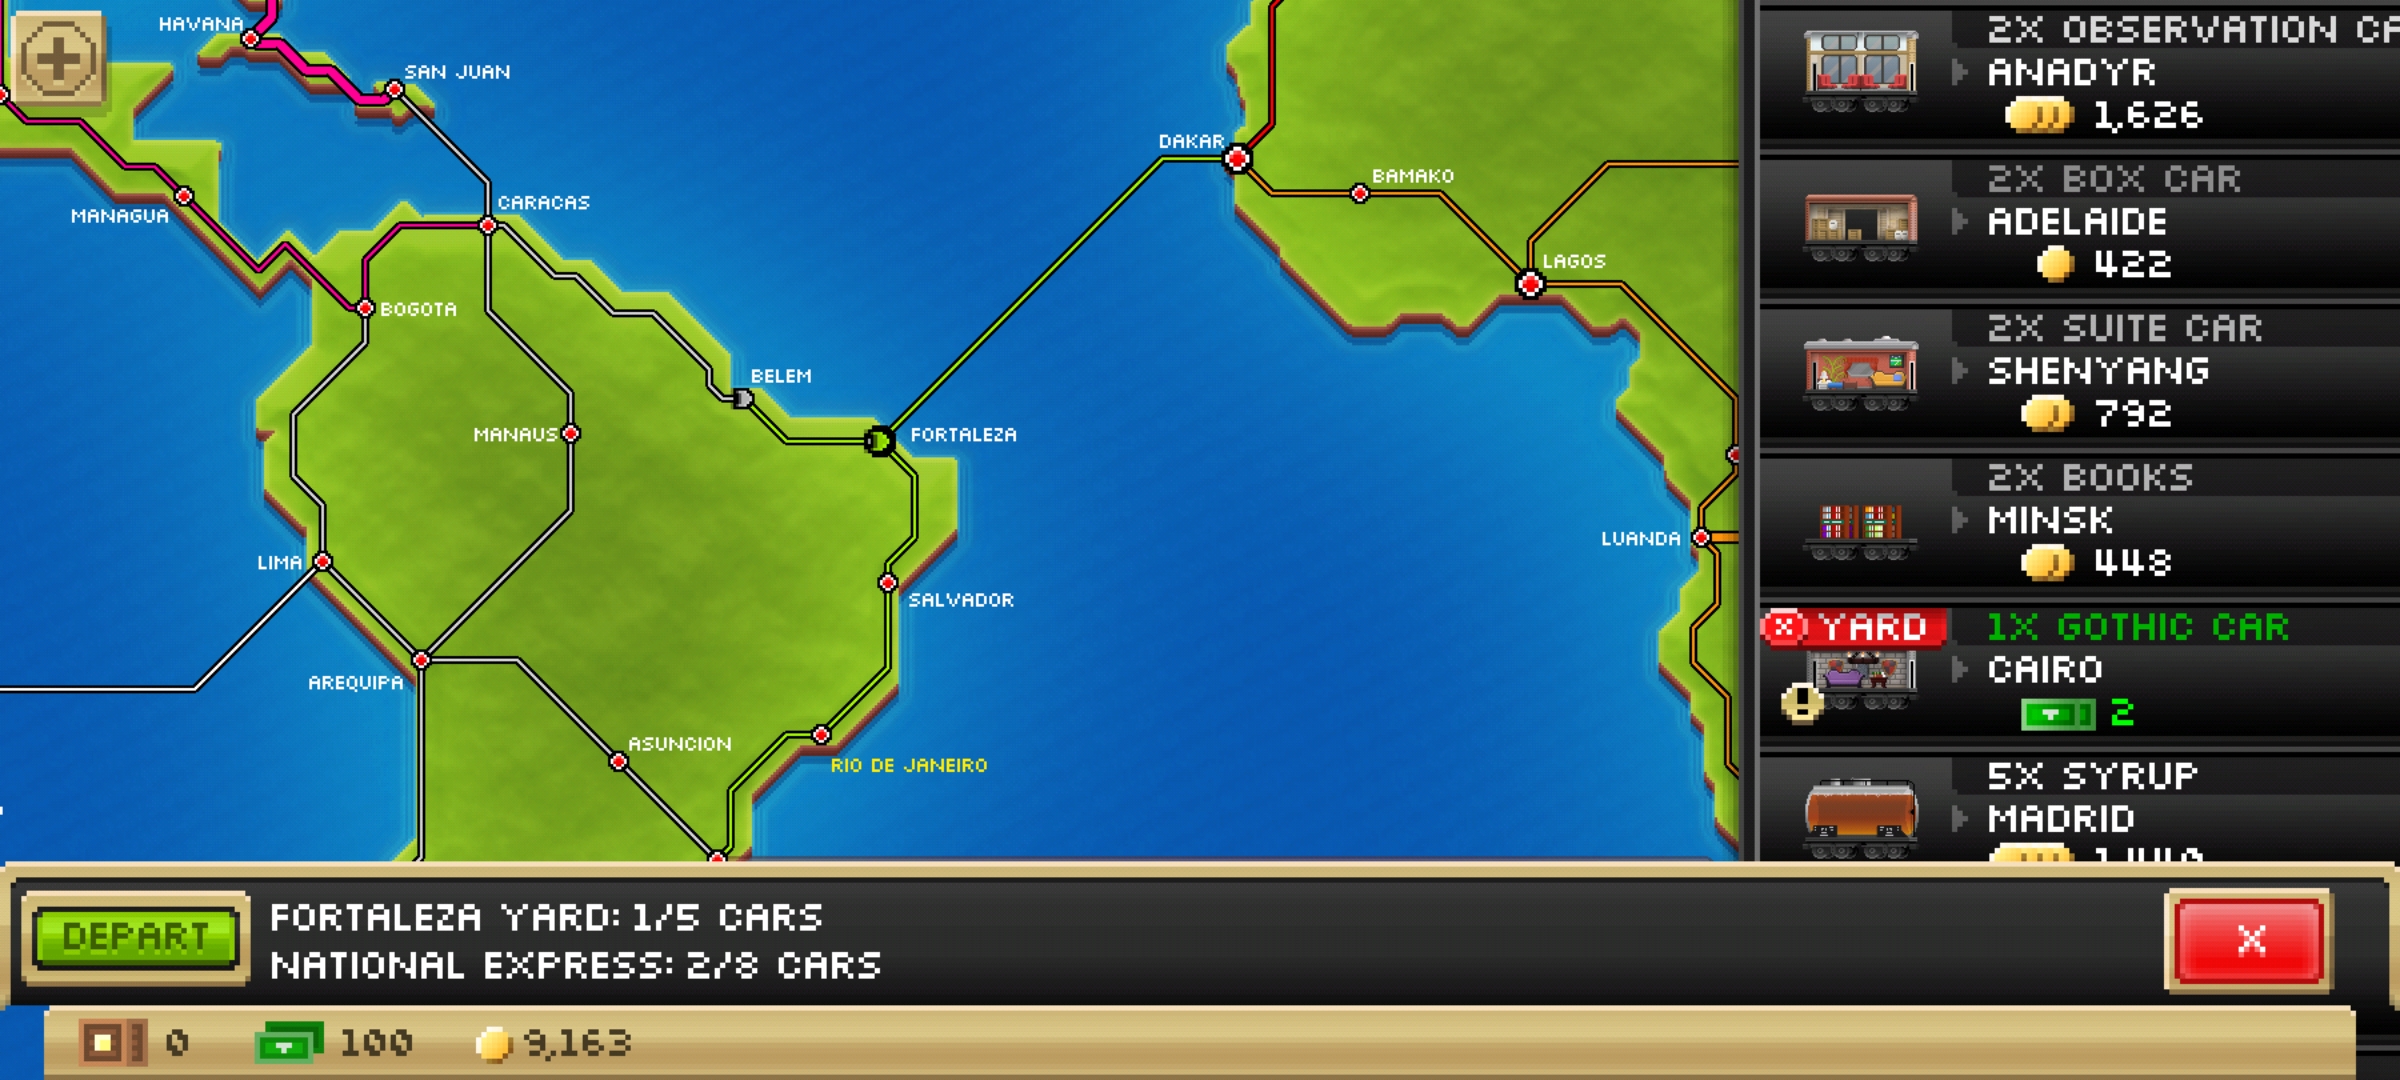 HAVANA
SAN JUAN
CARACAS
MANAGUA
BOGOTA
BELEM
MANAUS
FORTALEZA
LIMA
SALVADOR
AREQUIPA
ASUNCION
RIO DE JANEIRO
DAKAR
BAMAKO
LAGOS
LUANDA
2X OBSERVATION CA
ANADYR
1,626
2X BOX CAR
ADELAIDE
422
2X SUITE CAR
SHENYANG
792
2X BOOKS
MINSK
448
X YARD
1X GOTHIC CAR
CAIRO
2
5X SYRUP
MADRID
DEPART
FORTALEZA YARD: 1/5 CARS
NATIONAL EXPRESS: 2/8 CARS
X
0
100
9,163